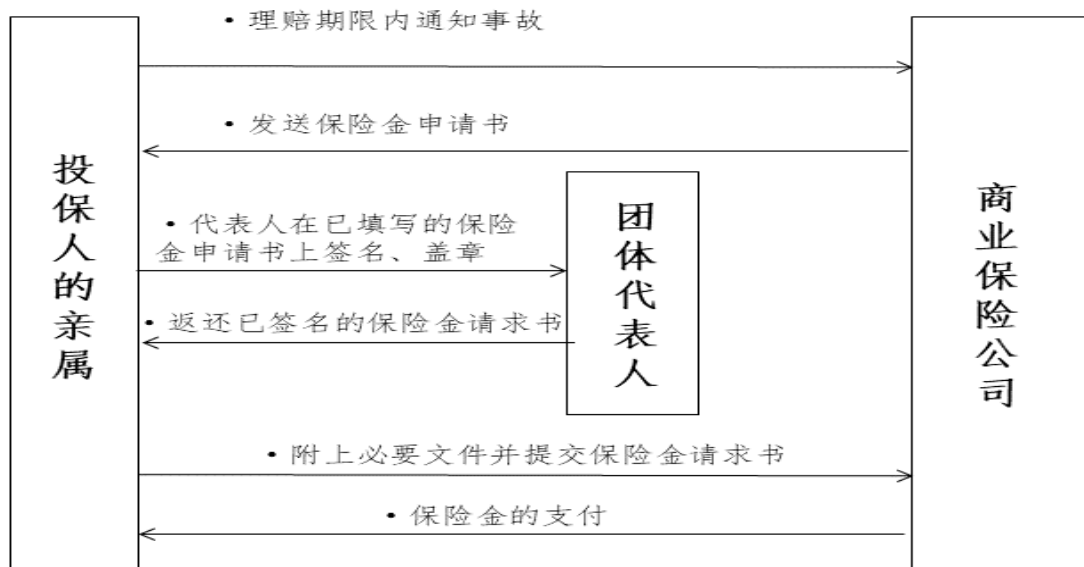 • 理赔期限内通知事故
• 发送保险金申请书
投保人的亲属
商业保险公司
团体代表人
• 代表人在已填写的保险
金申请书上签名、盖章
• 返还已签名的保险金请求书
• 附上必要文件并提交保险金请求书
• 保险金的支付